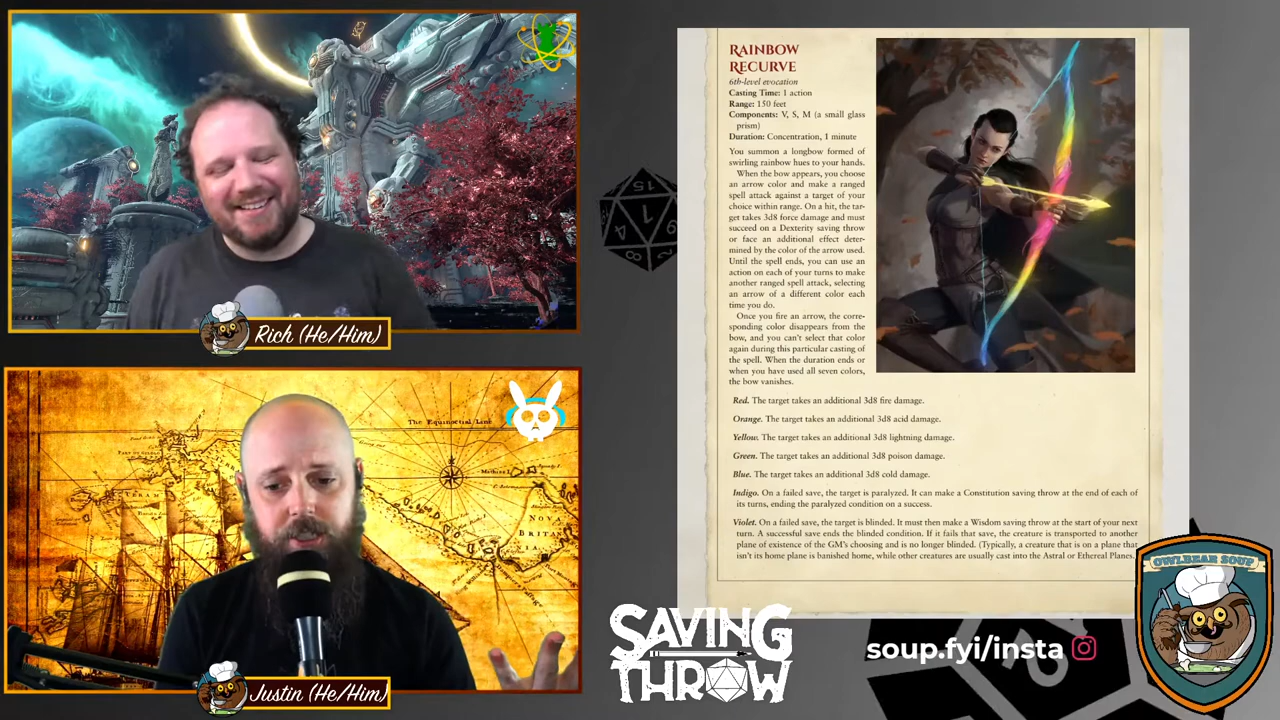 Rich (He/Him)
The Equinoctial Line
NOVA
BRITAN
Justin (He/Him)
15
1
8
RAINBOW
RECURVE
6th-level evocation
Casting Time: 1 action
Range: 150 feet
Components: V, S, M (a small glass
prism)
Duration: Concentration, 1 minute
You summon a longbow formed of
swirling rainbow hues to your hands.
When the bow appears, you choose
an arrow color and make a ranged
spell attack against a target of your
choice within range. On a hit, the tar-
get takes 3d8 force damage and must
succeed on a Dexterity saving throw
or face an additional effect deter-
mined by the color of the arrow used.
Until the spell ends, you can use an
action on each of your turns to make
another ranged spell attack, selecting
an arrow of a different color each
time you do.
Once you fire an arrow, the corre-
sponding color disappears from the
bow, and you can't select that color
again during this particular casting of
the spell. When the duration ends or
when you have used all seven colors,
the bow vanishes.
Red. The target takes an additional 3d8 fire damage.
Orange. The target takes an additional 3d8 acid damage.
Yellow. The target takes an additional 3d8 lightning damage.
Green. The target takes an additional 3d8 poison damage.
Blue. The target takes an additional 3d8 cold damage.
Indigo. On a failed save, the target is paralyzed. It can make a Constitution saving throw at the end of each of
its turns, ending the paralyzed condition on a success.
Violet. On a failed save, the target is blinded. It must then make a Wisdom saving throw at the start of your next
turn. A successful save ends the blinded condition. If it fails that save, the creature is transported to another
plane of existence of the GM's choosing and is no longer blinded. (Typically, a creature that is on a plane that
isn't its home plane is banished home, while other creatures are usually cast into the Astral or Ethereal Planes.
SAVING
THROW
soup.fyi/insta
OWLBEAR SOUP